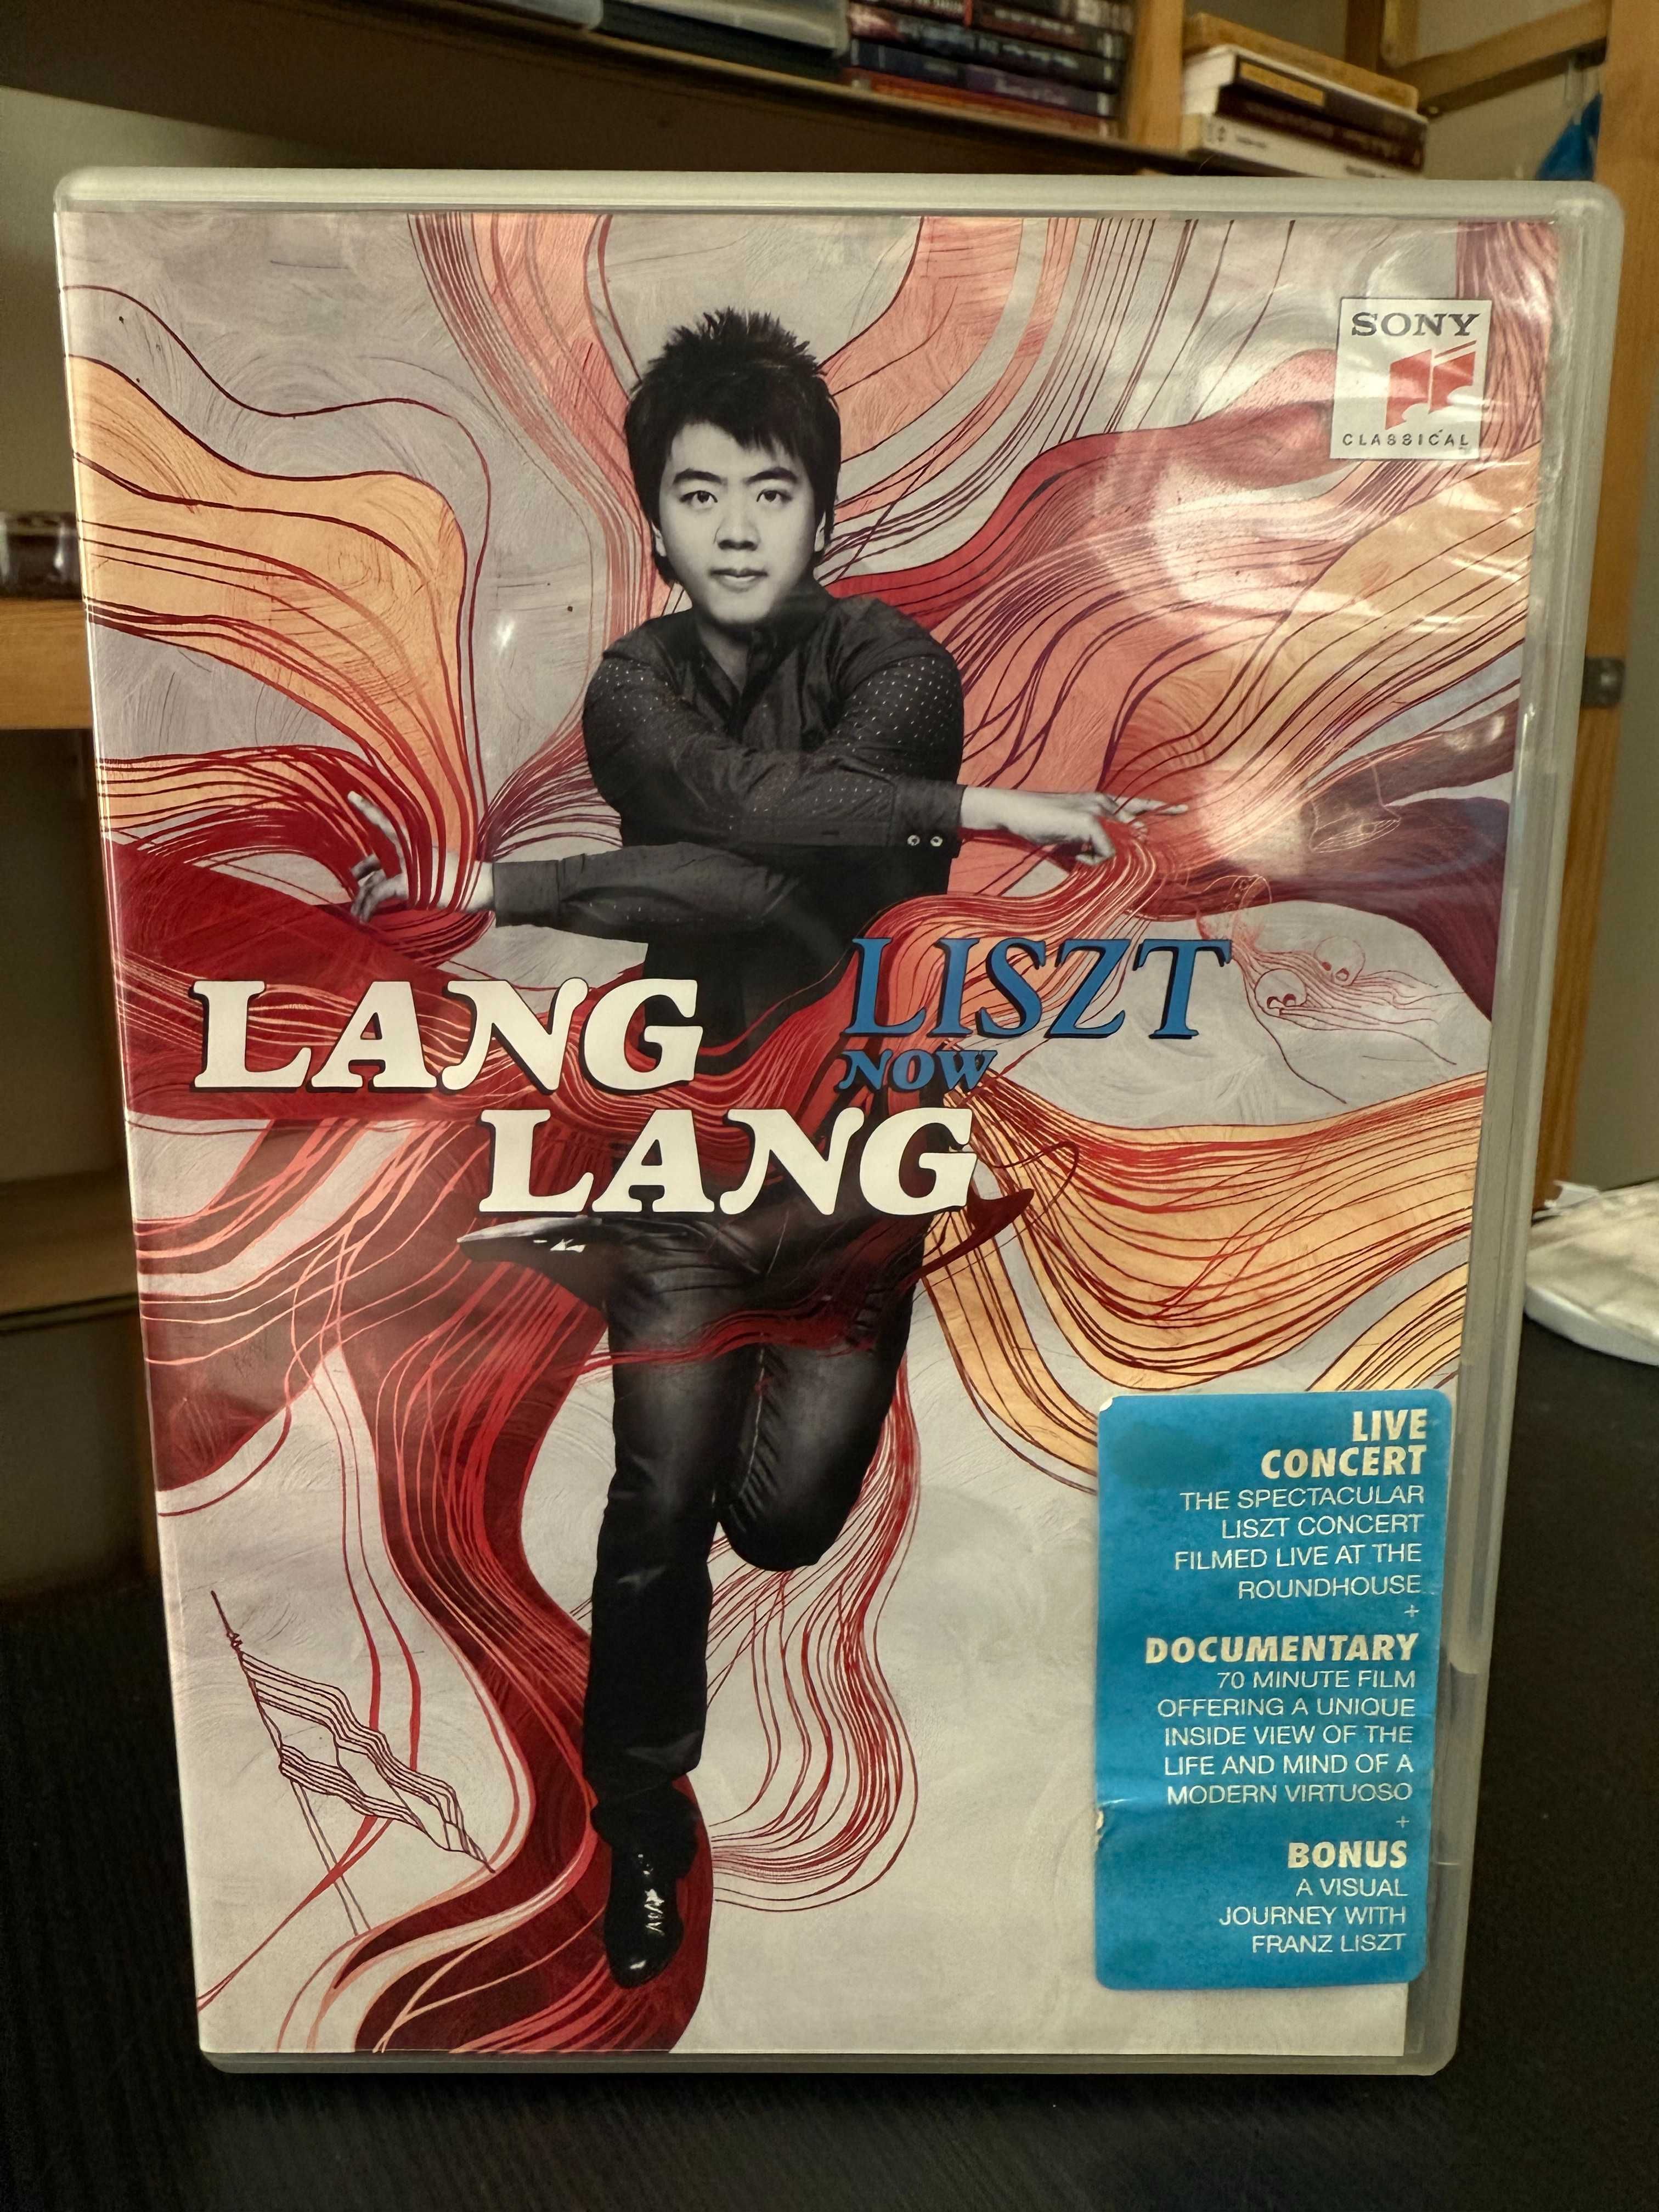 SONY
CLASSICAL
LISZT
LANG
NOW
LANG
LIVE
CONCERT
THE SPECTACULAR
LISZT CONCERT
FILMED LIVE AT THE
ROUNDHOUSE
+
DOCUMENTARY
70 MINUTE FILM
OFFERING A UNIQUE
INSIDE VIEW OF THE
LIFE AND MIND OF A
MODERN VIRTUOSO
+
BONUS
A VISUAL
JOURNEY WITH
FRANZ LISZT